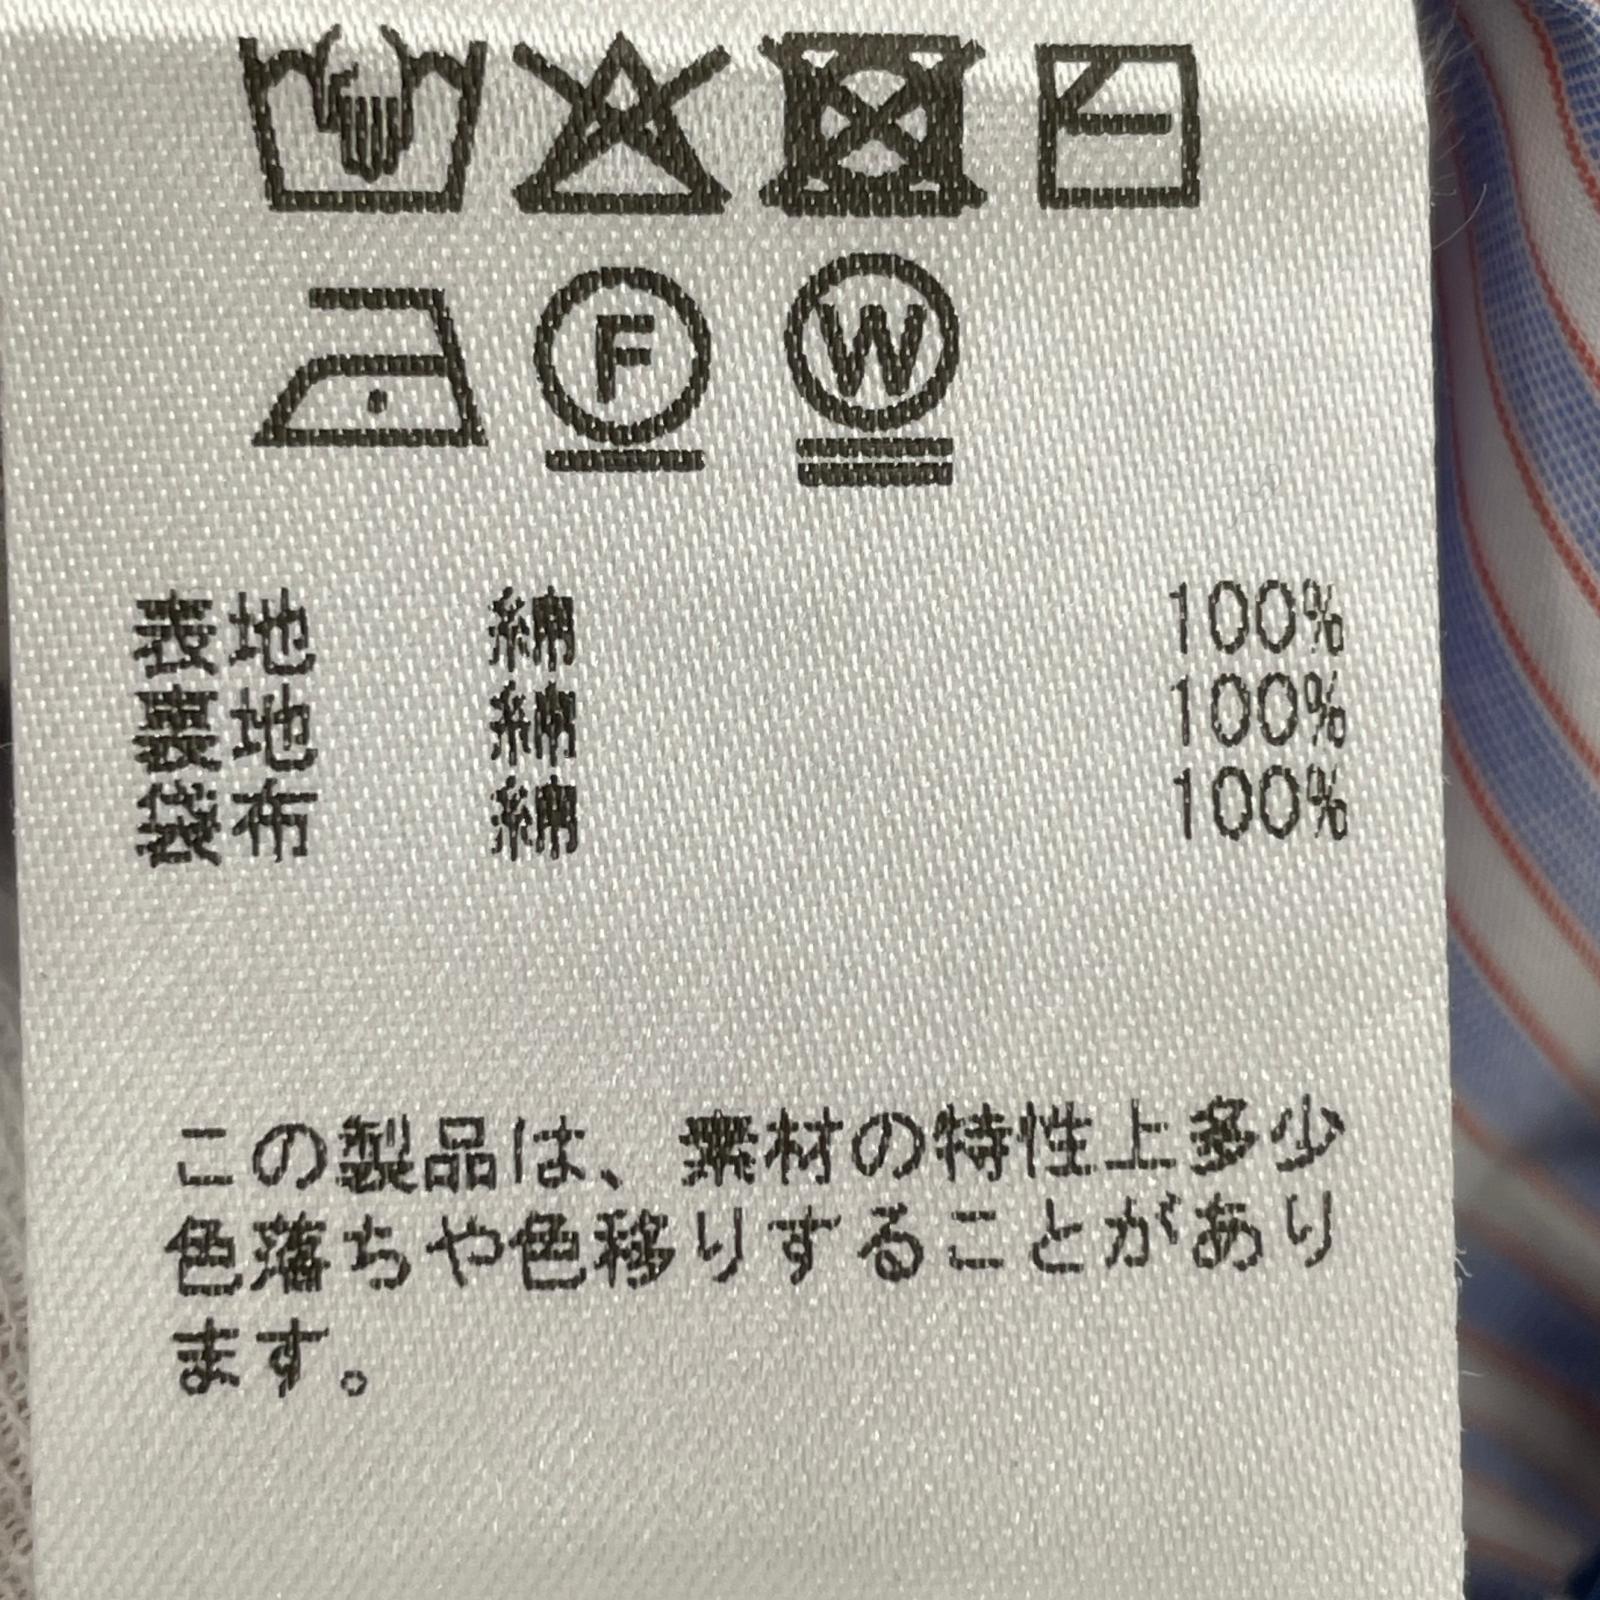 F W
表地 綿 100%
裏地 綿 100%
袋布 綿 100%
この製品は、素材の特性上多少
色落ちや色移りすることがあり
ます。